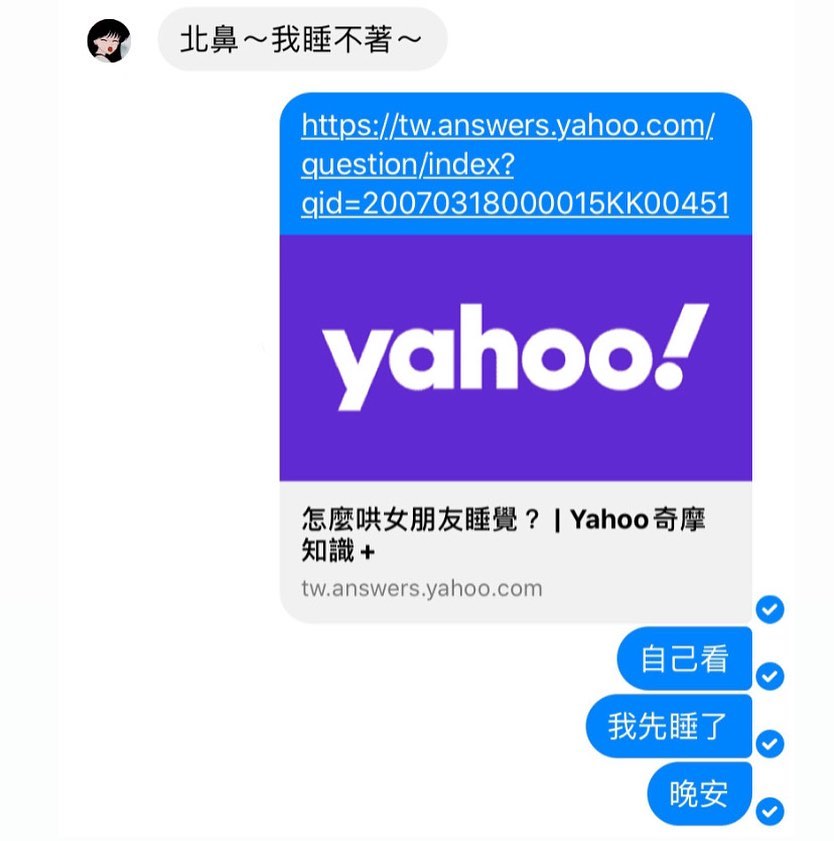 北鼻～我睡不著～
https://tw.answers.yahoo.com/
question/index?
qid=20070318000015KK00451
yahoo!
怎麼哄女朋友睡覺？ | Yahoo奇摩
知識+
tw.answers.yahoo.com
自己看
我先睡了
晚安